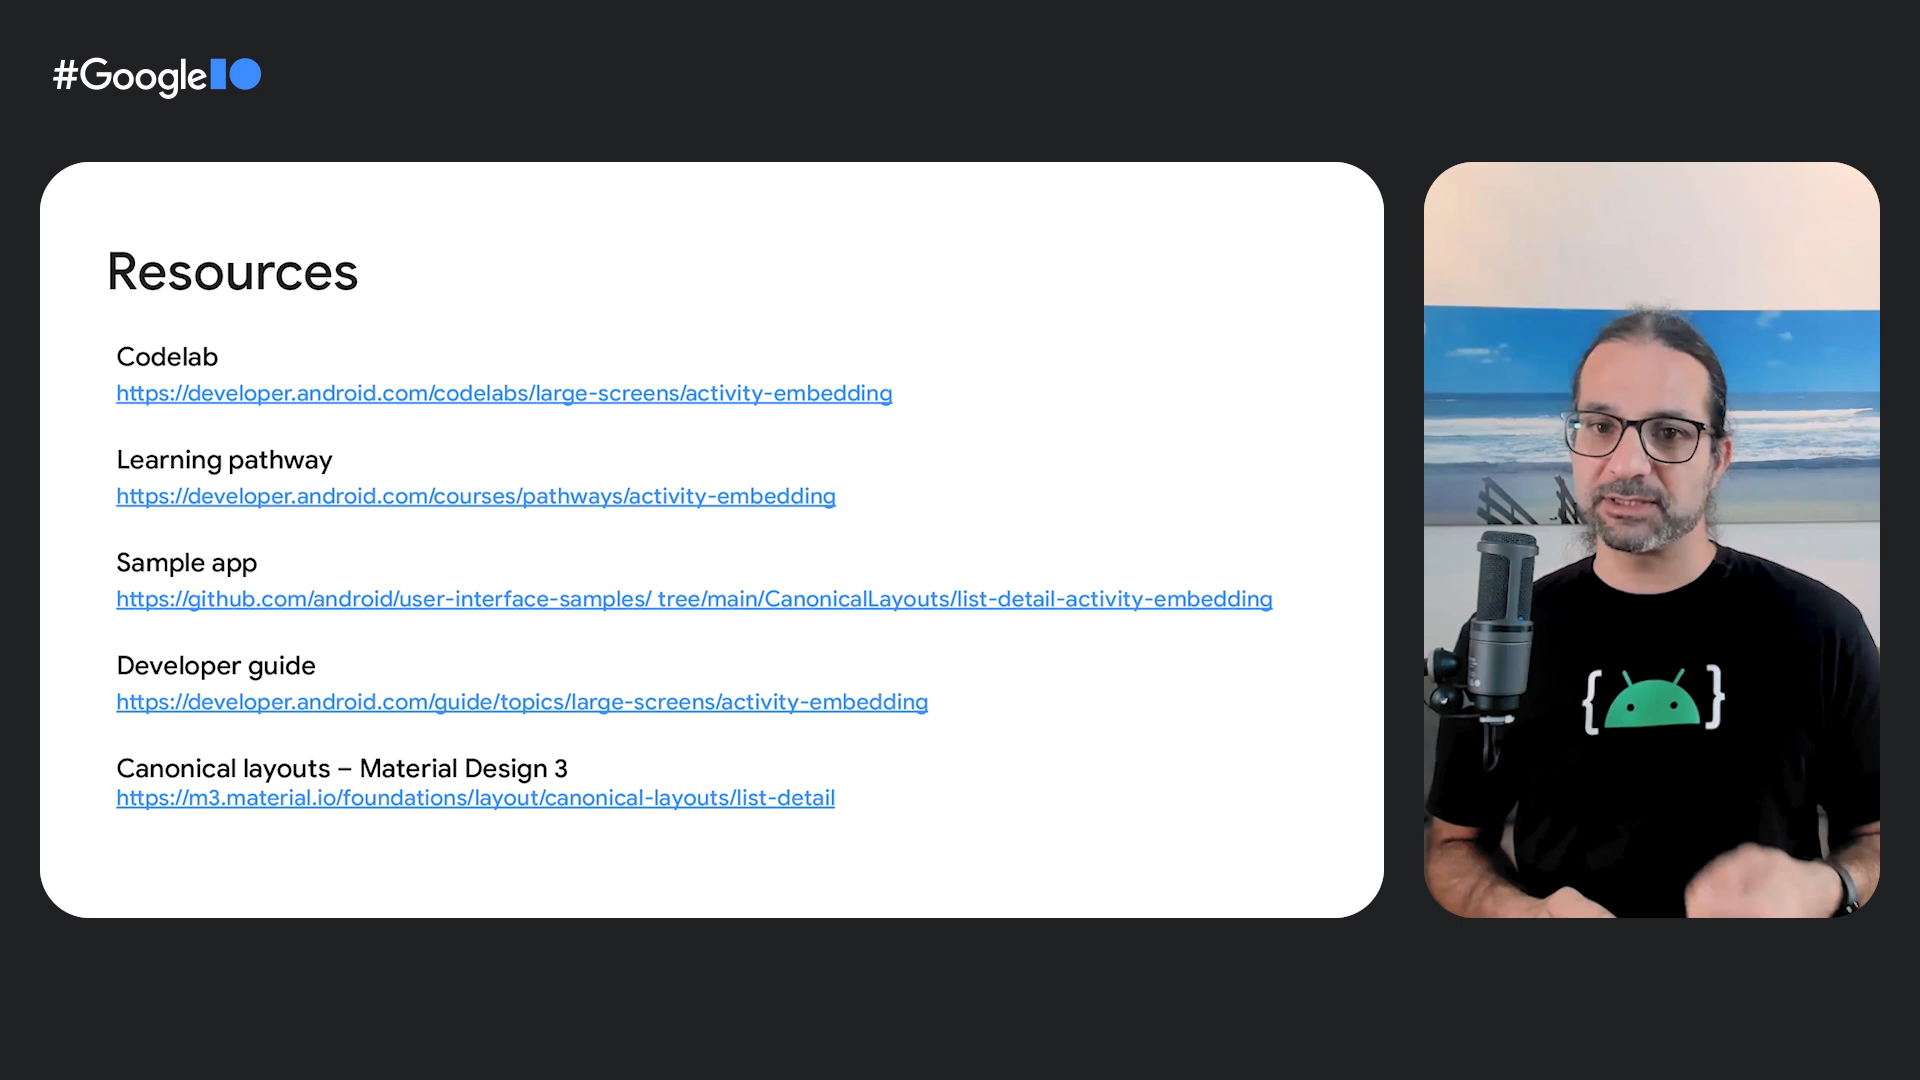 #GoogleIO
Resources
Codelab
https://developer.android.com/codelabs/large-screens/activity-embedding
Learning pathway
https://developer.android.com/courses/pathways/activity-embedding
Sample app
https://github.com/android/user-interface-samples/ tree/main/CanonicalLayouts/list-detail-activity-embedding
Developer guide
https://developer.android.com/guide/topics/large-screens/activity-embedding
Canonical layouts – Material Design 3
https://m3.material.io/foundations/layout/canonical-layouts/list-detail
{ }